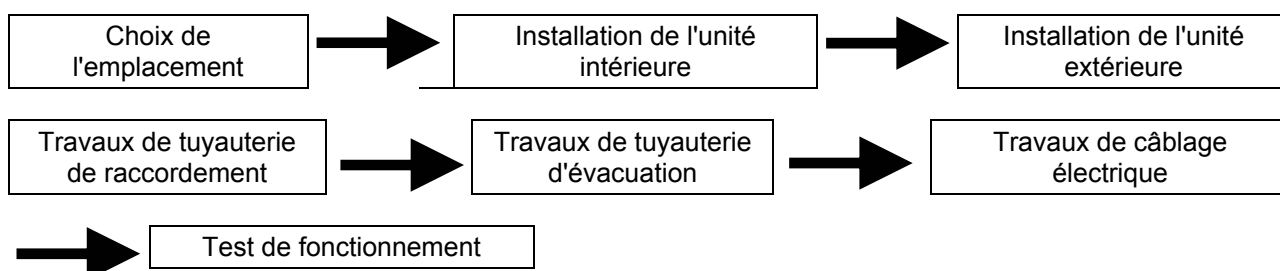 Choix de
l'emplacement
Installation de l'unité
intérieure
Installation de l'unité
extérieure
Travaux de tuyauterie
de raccordement
Travaux de tuyauterie
d'évacuation
Travaux de câblage
électrique
Test de fonctionnement